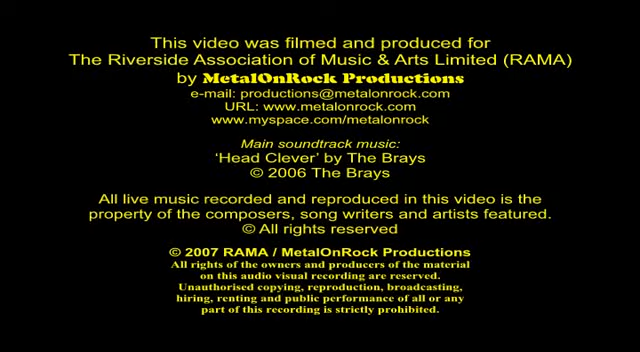 This video was filmed and produced for
The Riverside Association of Music & Arts Limited (RAMA)
by MetalOnRock Productions
e-mail: productions@metalonrock.com
URL: www.metalonrock.com
www.myspace.com/metalonrock
Main soundtrack music:
‘Head Clever’ by The Brays
© 2006 The Brays
All live music recorded and reproduced in this video is the
property of the composers, song writers and artists featured.
© All rights reserved
© 2007 RAMA / MetalOnRock Productions
All rights of the owners and producers of the material
on this audio visual recording are reserved.
Unauthorised copying, reproduction, broadcasting,
hiring, renting and public performance of all or any
part of this recording is strictly prohibited.